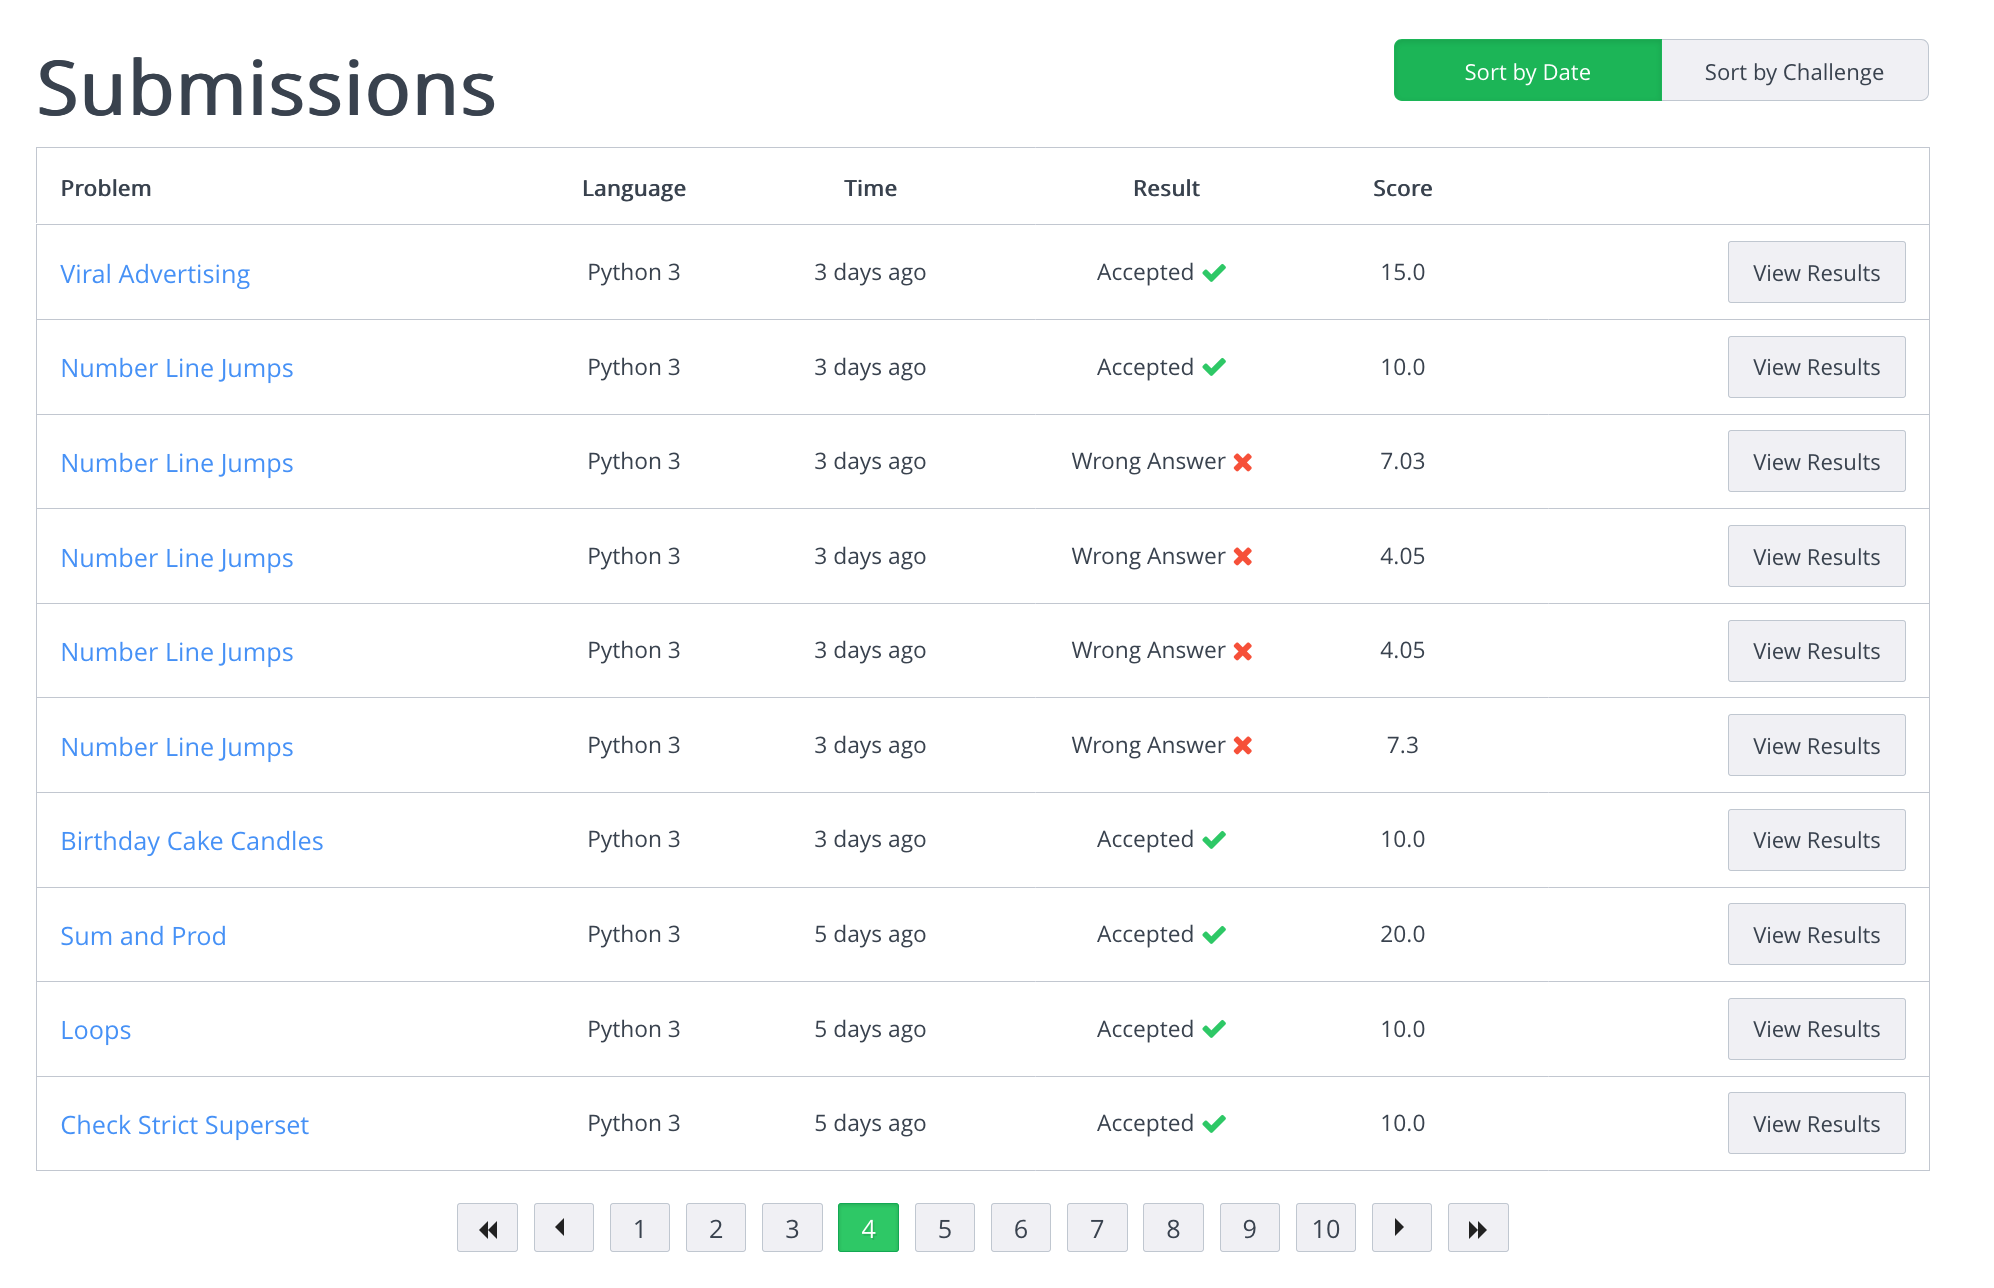 Submissions
Sort by Date Sort by Challenge
Problem Language Time Result Score
Viral Advertising Python 3 3 days ago Accepted 15.0 View Results
Number Line Jumps Python 3 3 days ago Accepted 10.0 View Results
Number Line Jumps Python 3 3 days ago Wrong Answer 7.03 View Results
Number Line Jumps Python 3 3 days ago Wrong Answer 4.05 View Results
Number Line Jumps Python 3 3 days ago Wrong Answer 4.05 View Results
Number Line Jumps Python 3 3 days ago Wrong Answer 7.3 View Results
Birthday Cake Candles Python 3 3 days ago Accepted 10.0 View Results
Sum and Prod Python 3 5 days ago Accepted 20.0 View Results
Loops Python 3 5 days ago Accepted 10.0 View Results
Check Strict Superset Python 3 5 days ago Accepted 10.0 View Results
1 2 3 4 5 6 7 8 9 10